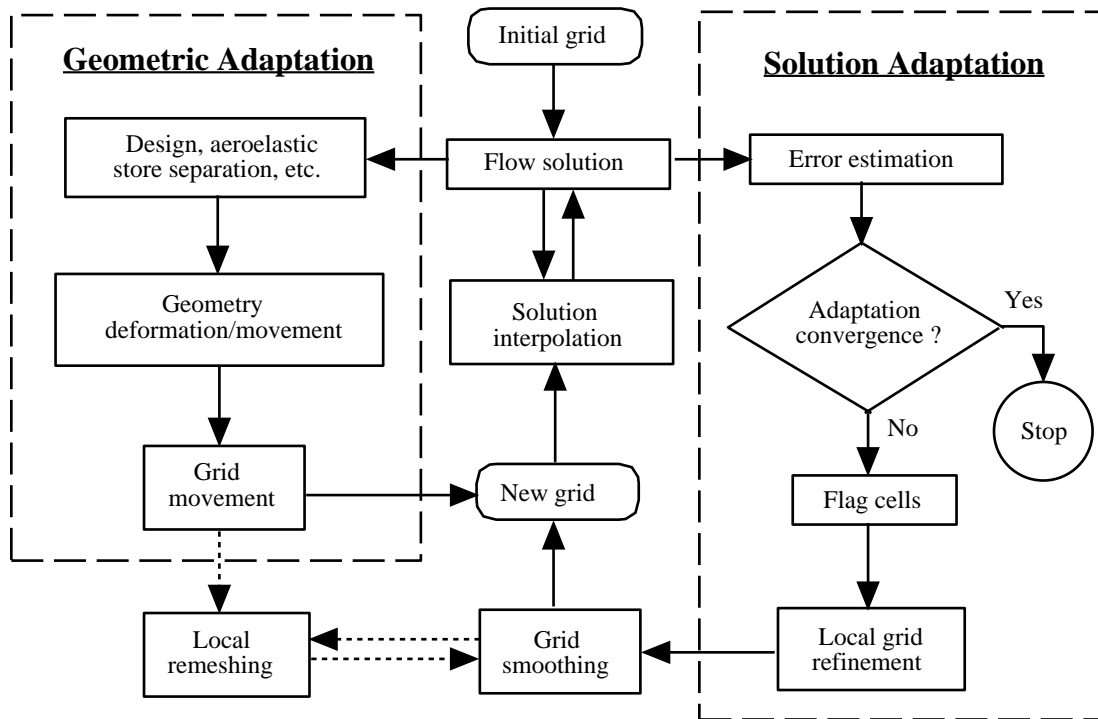 Initial grid
Geometric Adaptation
Solution Adaptation
Design, aeroelastic
store separation, etc.
Flow solution
Error estimation
Geometry
deformation/movement
Solution
interpolation
Adaptation
convergence ?
Yes
No
Stop
Grid
movement
New grid
Flag cells
Local
remeshing
Grid
smoothing
Local grid
refinement